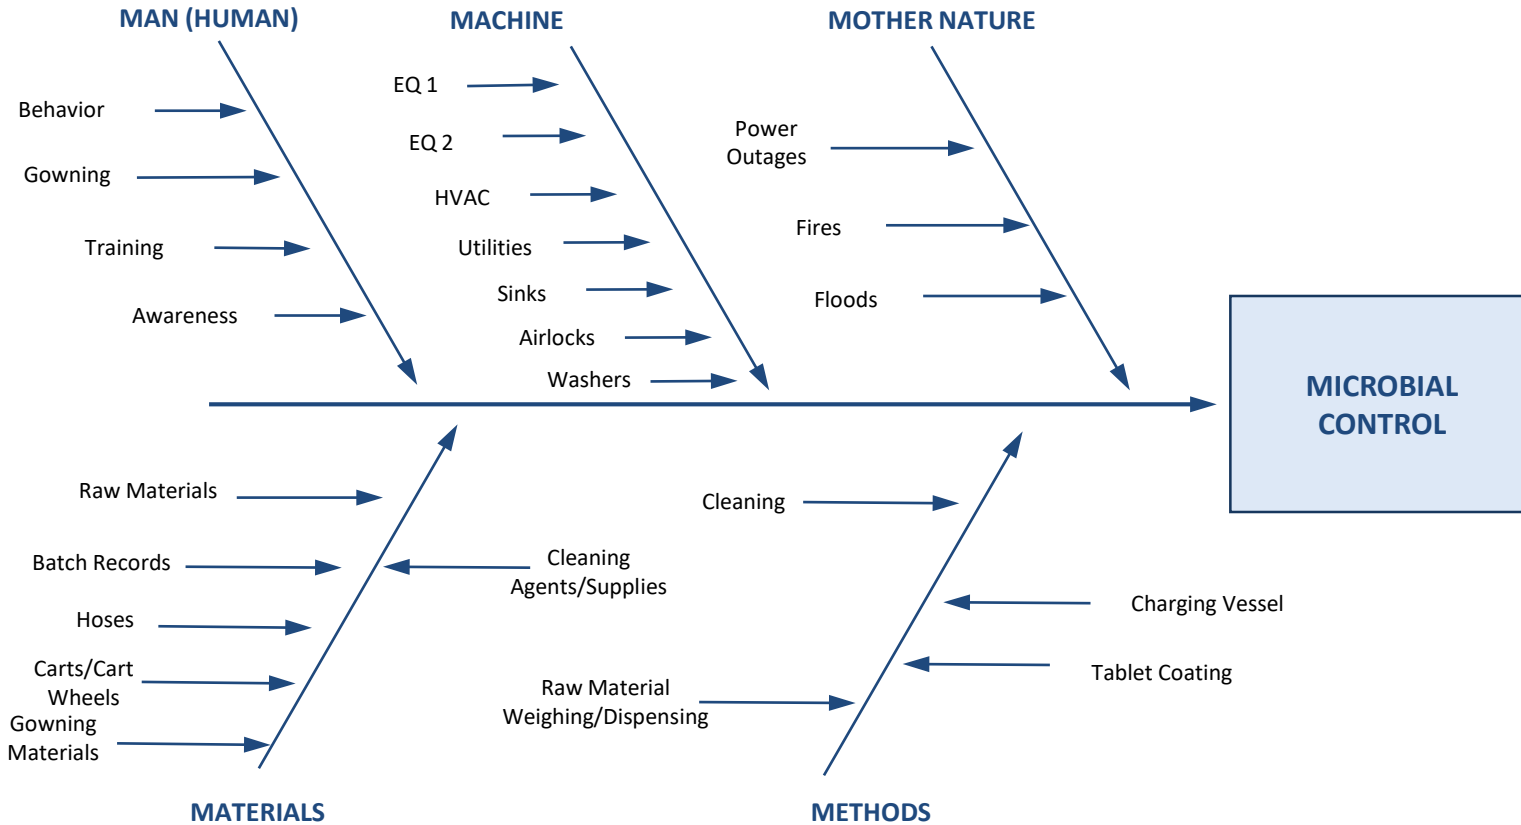 MAN (HUMAN)
MACHINE
MOTHER NATURE
Behavior
Gowning
Training
Awareness
EQ 1
EQ 2
HVAC
Utilities
Sinks
Airlocks
Washers
Power
Outages
Fires
Floods
MICROBIAL
CONTROL
Raw Materials
Batch Records
Hoses
Carts/Cart
Wheels
Gowning
Materials
Cleaning
Agents/Supplies
Cleaning
Raw Material
Weighing/Dispensing
Charging Vessel
Tablet Coating
MATERIALS
METHODS